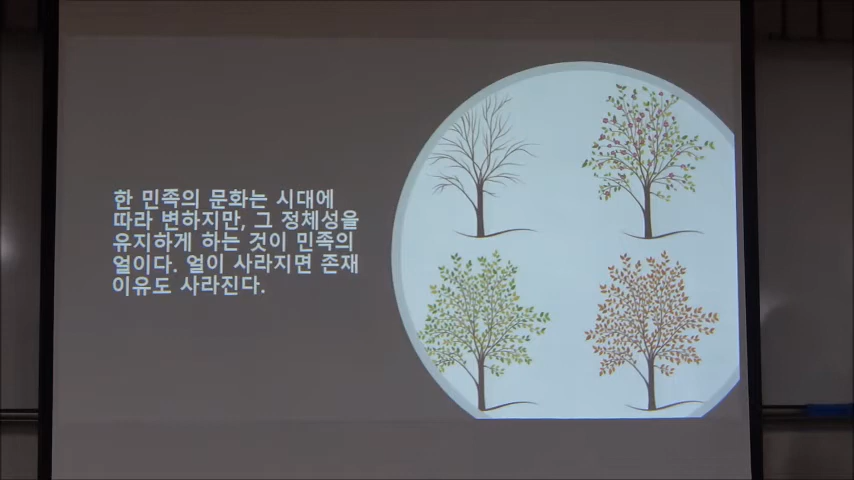 한 민족의 문화는 시대에
따라 변하지만, 그 정체성을
유지하게 하는 것이 민족의
얼이다. 얼이 사라지면 존재
이유도 사라진다.